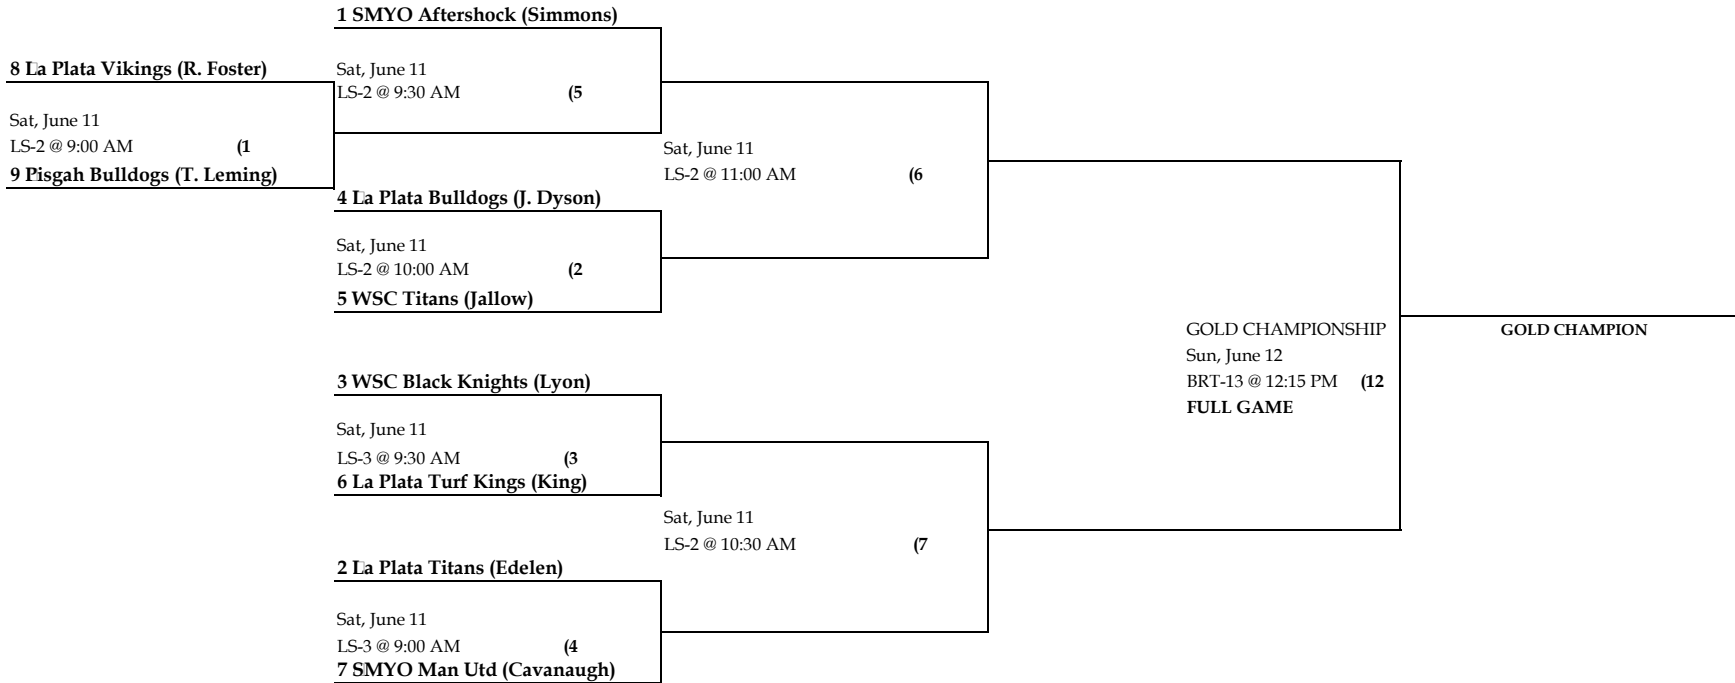 1 SMYO Aftershock (Simmons)
8 La Plata Vikings (R. Foster)
Sat, June 11
LS-2 @ 9:30 AM (5
Sat, June 11
LS-2 @ 9:00 AM (1
9 Pisgah Bulldogs (T. Leming)
Sat, June 11
LS-2 @ 11:00 AM (6
4 La Plata Bulldogs (J. Dyson)
Sat, June 11
LS-2 @ 10:00 AM (2
5 WSC Titans (Jallow)
GOLD CHAMPIONSHIP
Sun, June 12
BRT-13 @ 12:15 PM (12
FULL GAME
GOLD CHAMPION
3 WSC Black Knights (Lyon)
Sat, June 11
LS-3 @ 9:30 AM (3
6 La Plata Turf Kings (King)
Sat, June 11
LS-2 @ 10:30 AM (7
2 La Plata Titans (Edelen)
Sat, June 11
LS-3 @ 9:00 AM (4
7 SMYO Man Utd (Cavanaugh)